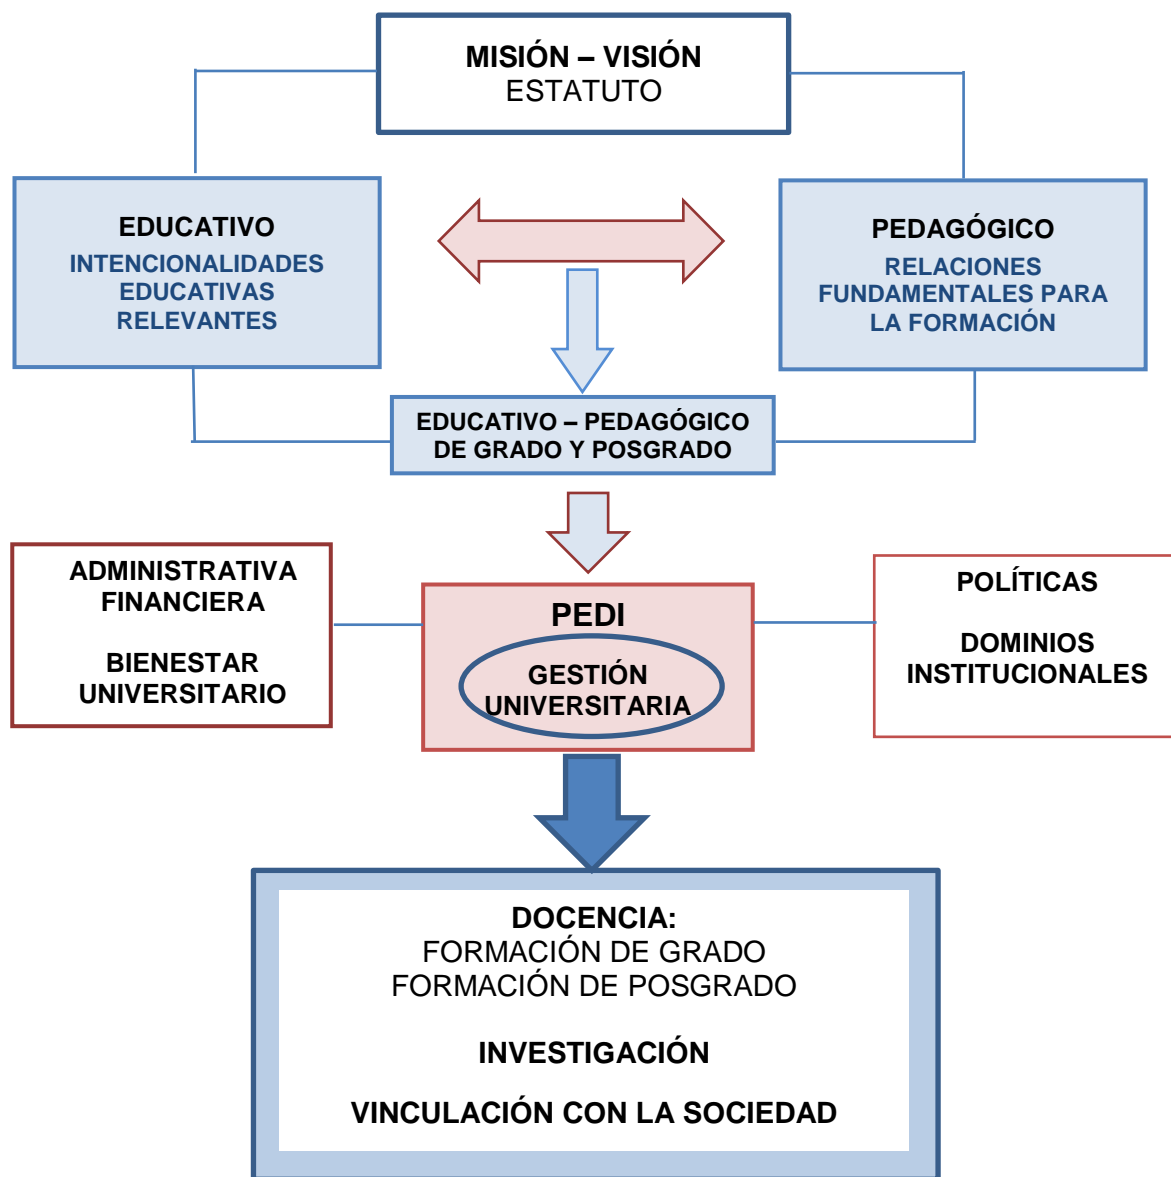 MISIÓN – VISIÓN
ESTATUTO
EDUCATIVO
INTENCIONALIDADES
EDUCATIVAS
RELEVANTES
PEDAGÓGICO
RELACIONES
FUNDAMENTALES PARA
LA FORMACIÓN
EDUCATIVO – PEDAGÓGICO
DE GRADO Y POSGRADO
ADMINISTRATIVA
FINANCIERA
BIENESTAR
UNIVERSITARIO
PEDI
GESTIÓN
UNIVERSITARIA
POLÍTICAS
DOMINIOS
INSTITUCIONALES
DOCENCIA:
FORMACIÓN DE GRADO
FORMACIÓN DE POSGRADO
INVESTIGACIÓN
VINCULACIÓN CON LA SOCIEDAD